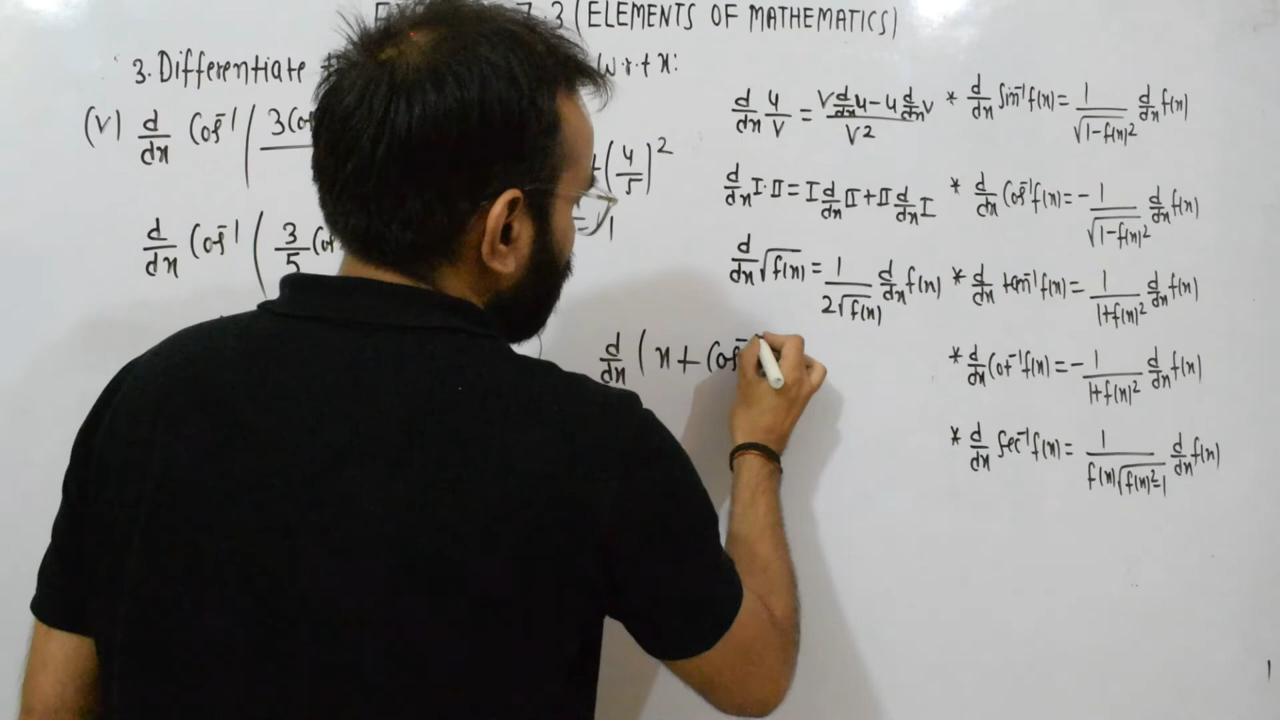 7.3 (ELEMENTS OF MATHEMATICS)
3. Differentiate w.r.t x:
(V) d/dx Cos⁻¹ ( 3Cos
+(4/5)²
=1
d/dx Cos⁻¹ ( 3/5 Cos
d/dx ( x + Cos⁻
d/dx u/v = (v d/dx u - u d/dx v)/v²
d/dx I·II = I d/dx II + II d/dx I
d/dx √f(x) = 1/(2√f(x)) d/dx f(x)
* d/dx Sin⁻¹ f(x) = 1/√(1-f(x)²) d/dx f(x)
* d/dx Cos⁻¹ f(x) = - 1/√(1-f(x)²) d/dx f(x)
* d/dx tan⁻¹ f(x) = 1/(1+f(x)²) d/dx f(x)
* d/dx Cot⁻¹ f(x) = - 1/(1+f(x)²) d/dx f(x)
* d/dx Sec⁻¹ f(x) = 1/(f(x)√(f(x)²-1)) d/dx f(x)